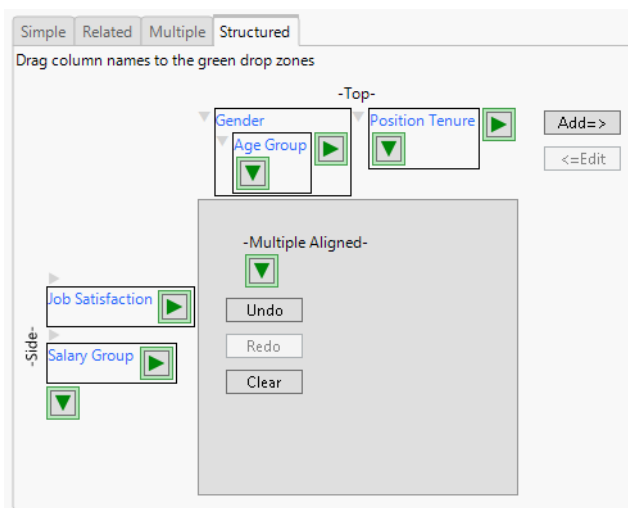 Simple Related Multiple Structured
Drag column names to the green drop zones
-Top-
Gender
Position Tenure
Age Group
Add=>
<=Edit
-Multiple Aligned-
Job Satisfaction
Undo
-Side-
Redo
Salary Group
Clear